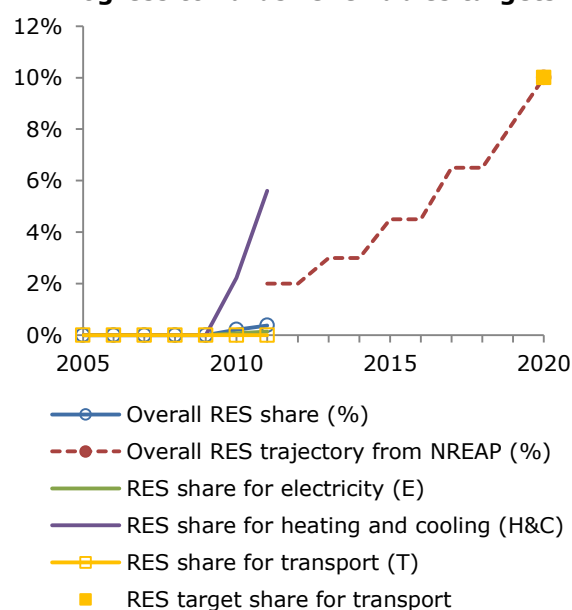 12%
10%
8%
6%
4%
2%
0%
2005 2010 2015 2020
Overall RES share (%)
Overall RES trajectory from NREAP (%)
RES share for electricity (E)
RES share for heating and cooling (H&C)
RES share for transport (T)
RES target share for transport